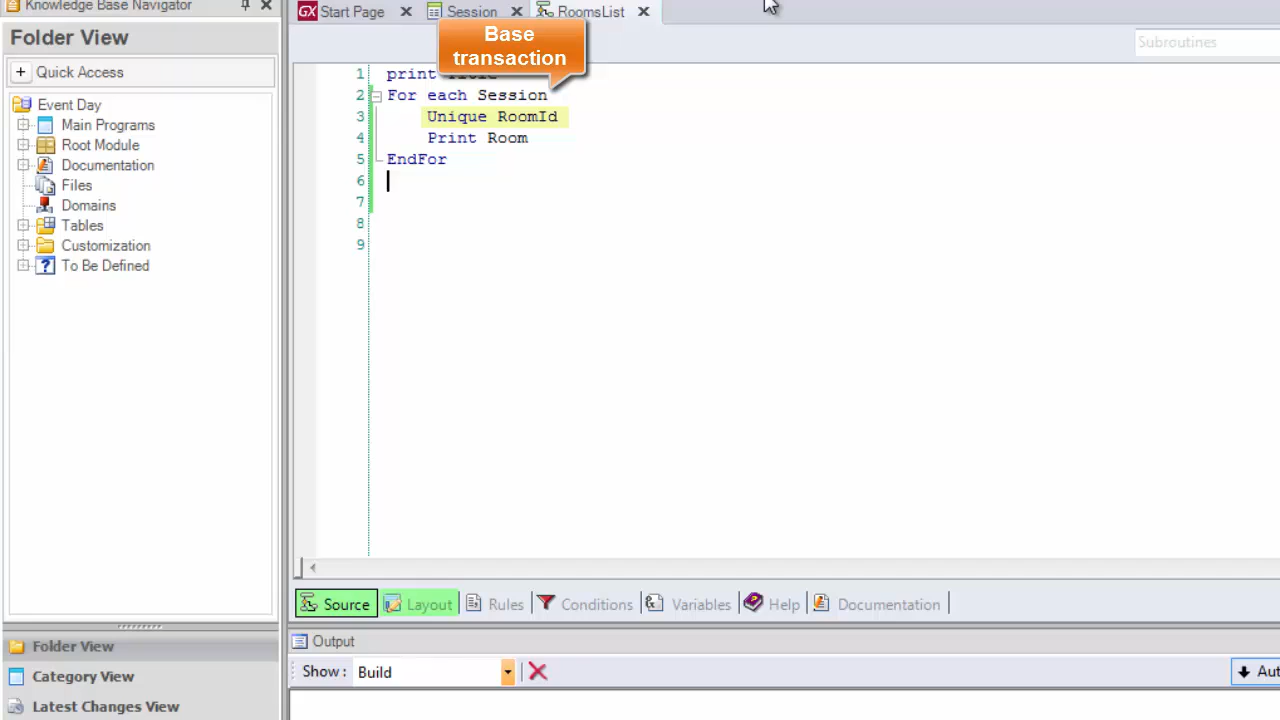 Knowledge Base Navigator
GX Start Page
Session
RoomsList
Folder View
Base
transaction
Subroutines
Quick Access
Event Day
Main Programs
Root Module
Documentation
Files
Domains
Tables
Customization
To Be Defined
1 print Title
2 For each Session
3 Unique RoomId
4 Print Room
5 EndFor
6
7
8
9
Source
Layout
Rules
Conditions
Variables
Help
Documentation
Folder View
Category View
Latest Changes View
Output
Show: Build
Aut